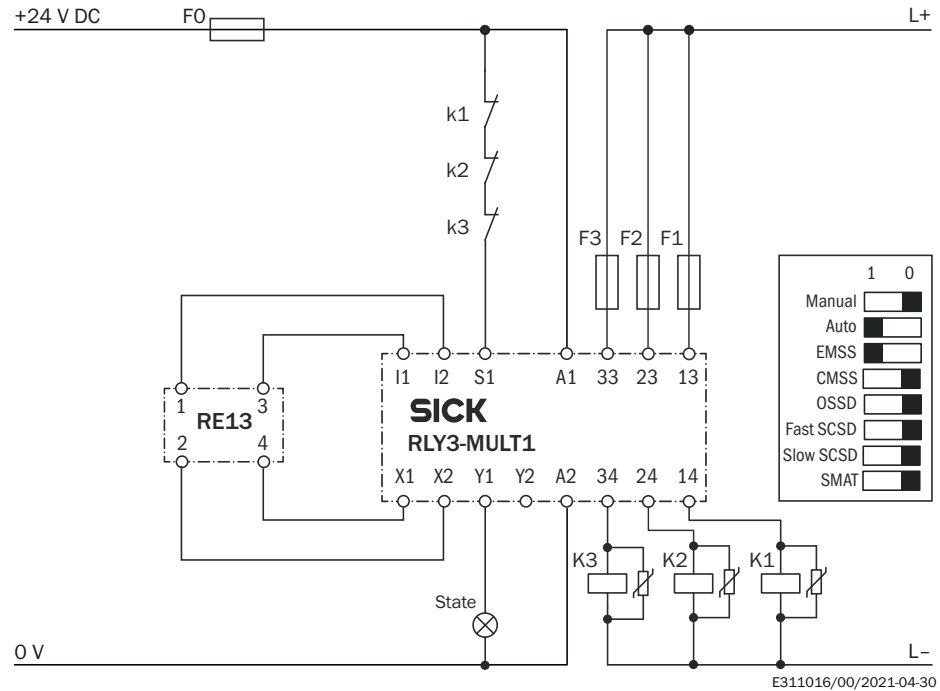 +24 V DC F0 L+
k1
k2
k3
F3 F2 F1
1 0
Manual
Auto
EMSS
CMSS
OSSD
Fast SCSD
Slow SCSD
SMAT
I1 I2 S1 A1 33 23 13
SICK
RLY3-MULT1
X1 X2 Y1 Y2 A2 34 24 14
1 3
RE13
2 4
K3 K2 K1
State
0 V L–
E311016/00/2021-04-30